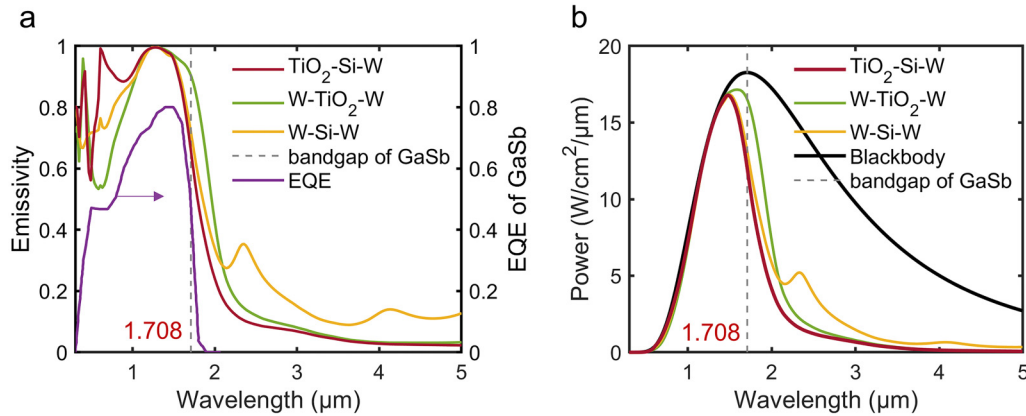 a
1
0.8
0.6
0.4
0.2
0
Emissivity
TiO2-Si-W
W-TiO2-W
W-Si-W
bandgap of GaSb
EQE
1.708
1
0.8
0.6
0.4
0.2
0
EQE of GaSb
1 2 3 4 5
Wavelength (μm)
b
20
15
10
5
0
Power (W/cm²/μm)
TiO2-Si-W
W-TiO2-W
W-Si-W
Blackbody
bandgap of GaSb
1.708
1 2 3 4 5
Wavelength (μm)